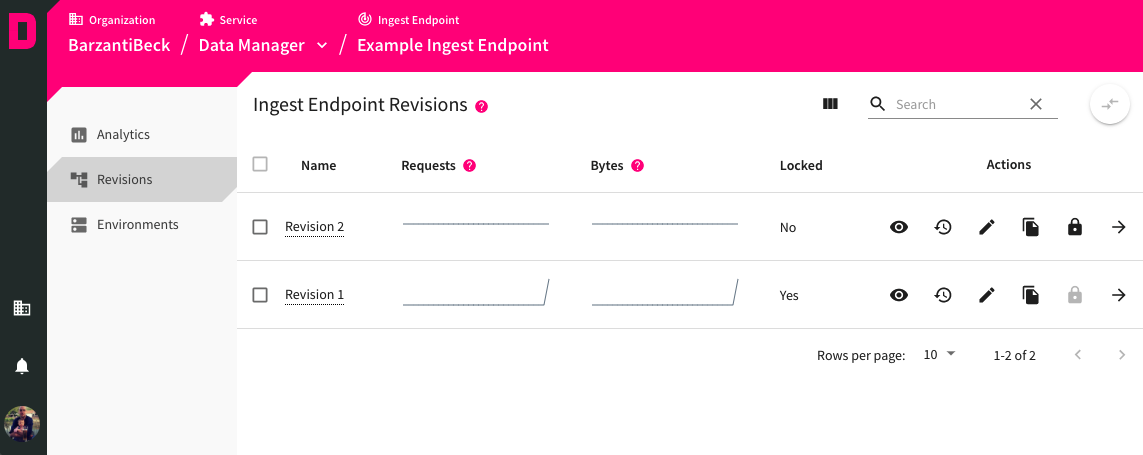 D
Organization
Service
Ingest Endpoint
BarzantiBeck / Data Manager / Example Ingest Endpoint
Analytics
Revisions
Environments
Ingest Endpoint Revisions ?
Search
Name
Requests ?
Bytes ?
Locked
Actions
Revision 2
No
Revision 1
Yes
Rows per page: 10
1-2 of 2